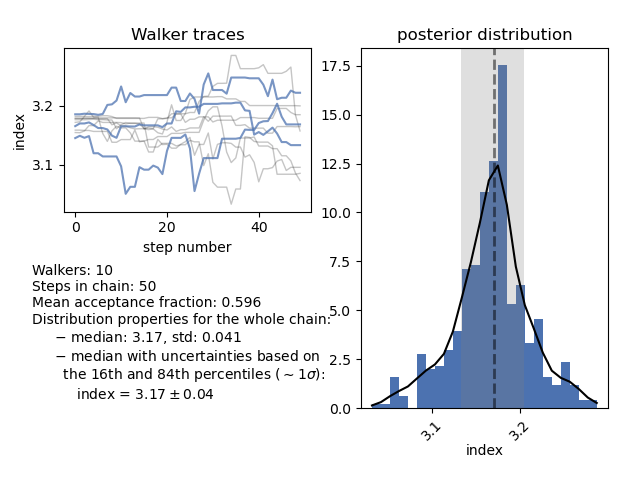 Walker traces
index
3.2
3.1
0 20 40
step number
Walkers: 10
Steps in chain: 50
Mean acceptance fraction: 0.596
Distribution properties for the whole chain:
− median: 3.17, std: 0.041
− median with uncertainties based on
the 16th and 84th percentiles (∼1σ):
index = 3.17 ± 0.04
posterior distribution
17.5
15.0
12.5
10.0
7.5
5.0
2.5
0.0
3.1 3.2
index